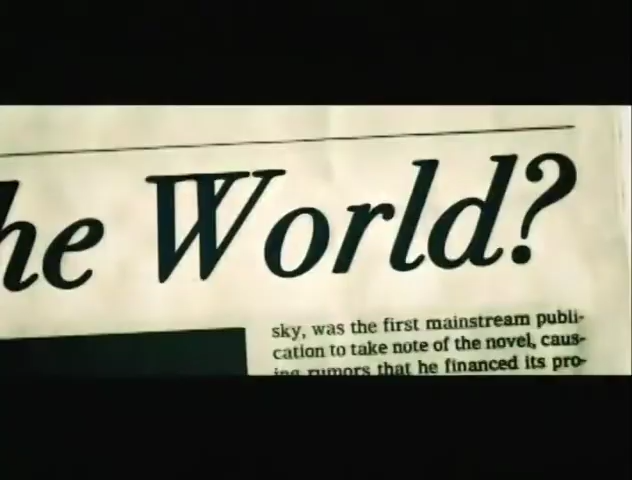 he World?
sky, was the first mainstream publi-
cation to take note of the novel, caus-
ing rumors that he financed its pro-